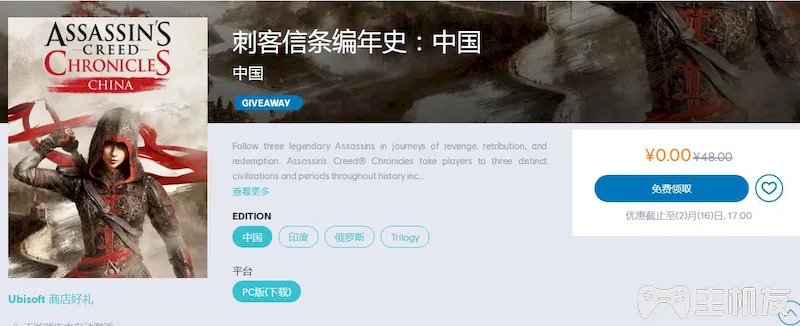 ASSASSIN'S
CREED
CHRONICLES
CHINA
刺客信条编年史：中国
中国
GIVEAWAY
Follow three legendary Assassins in journeys of revenge, retribution, and
redemption. Assassin's Creed® Chronicles take players to three distinct
civilizations and periods throughout history inc...
查看更多
EDITION
中国 印度 俄罗斯 Trilogy
平台
PC版(下载)
¥0.00 ¥48.00
免费领取
优惠截止至(2)月(16)日, 17:00
Ubisoft 商店好礼
主机友